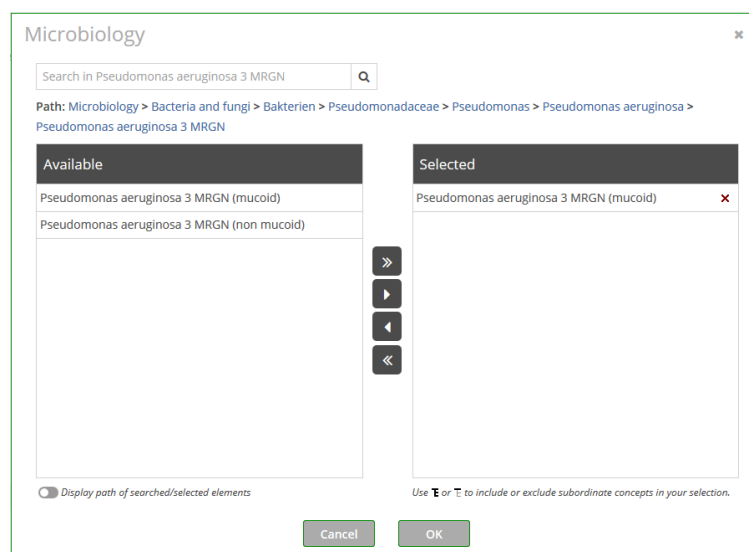 Microbiology
Search in Pseudomonas aeruginosa 3 MRGN
Path: Microbiology > Bacteria and fungi > Bakterien > Pseudomonadaceae > Pseudomonas > Pseudomonas aeruginosa >
Pseudomonas aeruginosa 3 MRGN
Available
Selected
Pseudomonas aeruginosa 3 MRGN (mucoid)
Pseudomonas aeruginosa 3 MRGN (mucoid)
Pseudomonas aeruginosa 3 MRGN (non mucoid)
Display path of searched/selected elements
Use or to include or exclude subordinate concepts in your selection.
Cancel
OK